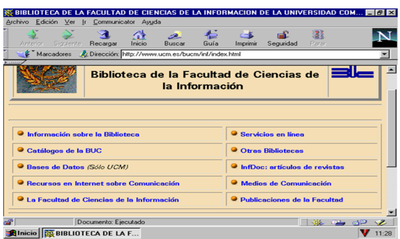 BIBLIOTECA DE LA FACULTAD DE CIENCIAS DE LA INFORMACION DE LA UNIVERSIDAD COM...
Archivo Edición Ver Ir Communicator Ayuda
Anterior Siguiente Recargar Inicio Buscar Guía Imprimir Seguridad Parar
Marcadores Dirección: http://www.ucm.es/bucm/inf/index.html
Biblioteca de la Facultad de Ciencias de
la Información
BUC
Información sobre la Biblioteca
Servicios en línea
Catálogos de la BUC
Otras Bibliotecas
Bases de Datos (Sólo UCM)
InfDoc: artículos de revistas
Recursos en Internet sobre Comunicación
Medios de Comunicación
La Facultad de Ciencias de la Información
Publicaciones de la Facultad
Documento: Ejecutado
Inicio BIBLIOTECA DE LA F... 11:28